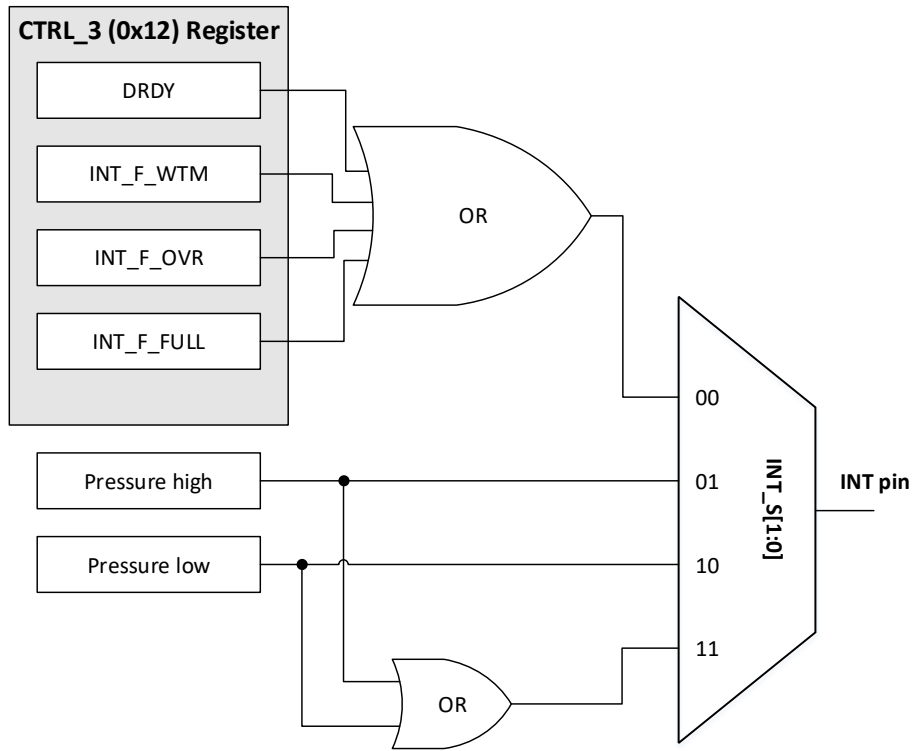 CTRL_3 (0x12) Register
DRDY
INT_F_WTM
INT_F_OVR
INT_F_FULL
OR
Pressure high
Pressure low
OR
00
01
10
11
INT_S[1:0]
INT pin